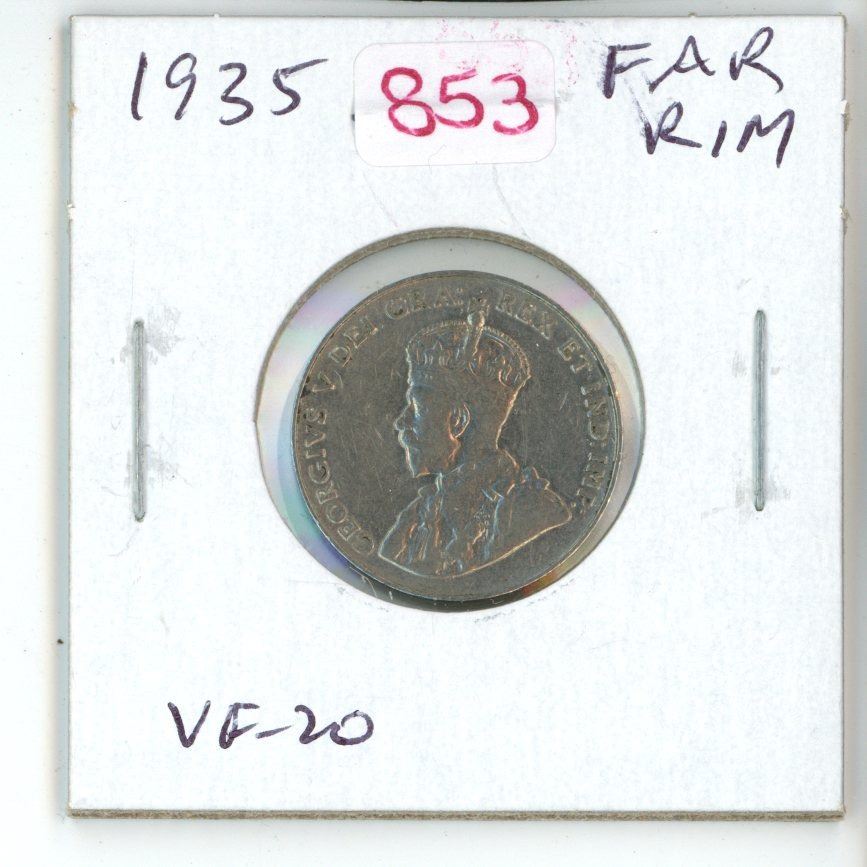 1935
853
FAR
RIM
GEORGIVS V DEI GRA: REX ET IND: IMP:
VF-20